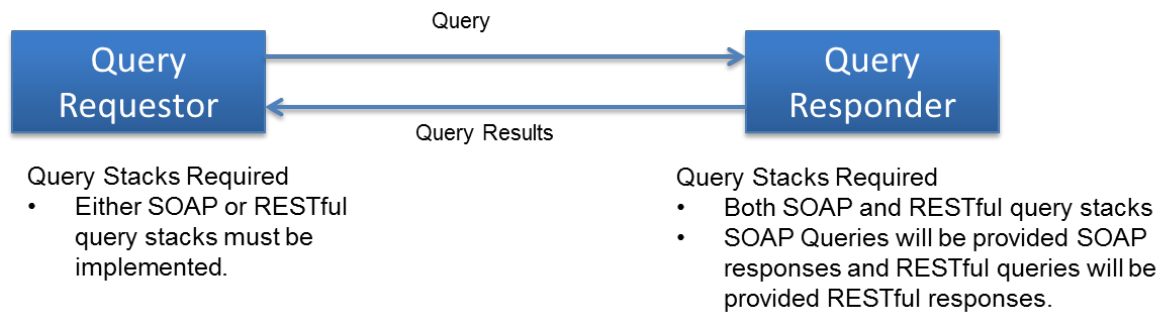 Query
Query
Requestor
Query
Responder
Query Results
Query Stacks Required
• Either SOAP or RESTful
query stacks must be
implemented.
Query Stacks Required
• Both SOAP and RESTful query stacks
• SOAP Queries will be provided SOAP
responses and RESTful queries will be
provided RESTful responses.